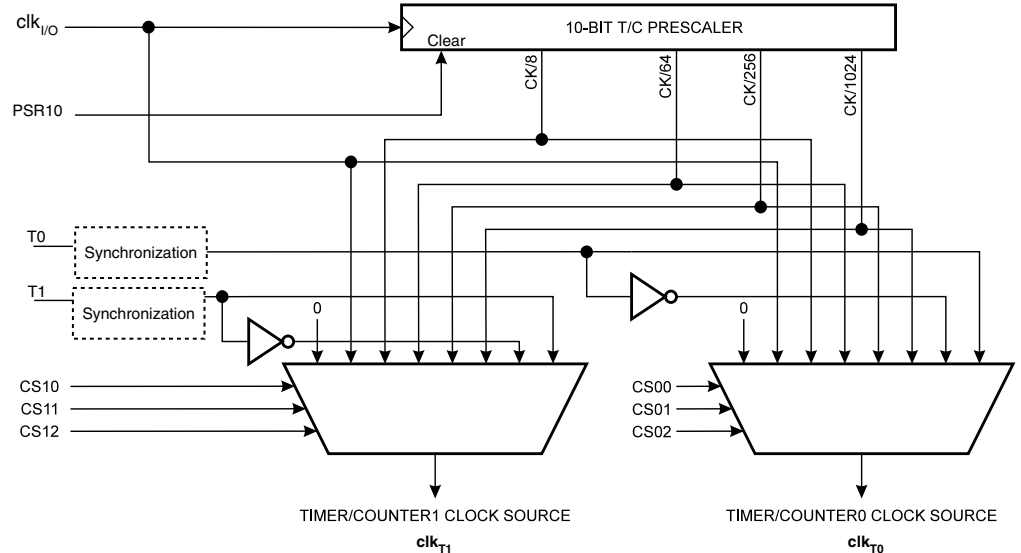 clkI/O
10-BIT T/C PRESCALER
Clear
CK/8
CK/64
CK/256
CK/1024
PSR10
T0
Synchronization
T1
Synchronization
0
0
CS10
CS11
CS12
CS00
CS01
CS02
TIMER/COUNTER1 CLOCK SOURCE
clkT1
TIMER/COUNTER0 CLOCK SOURCE
clkT0